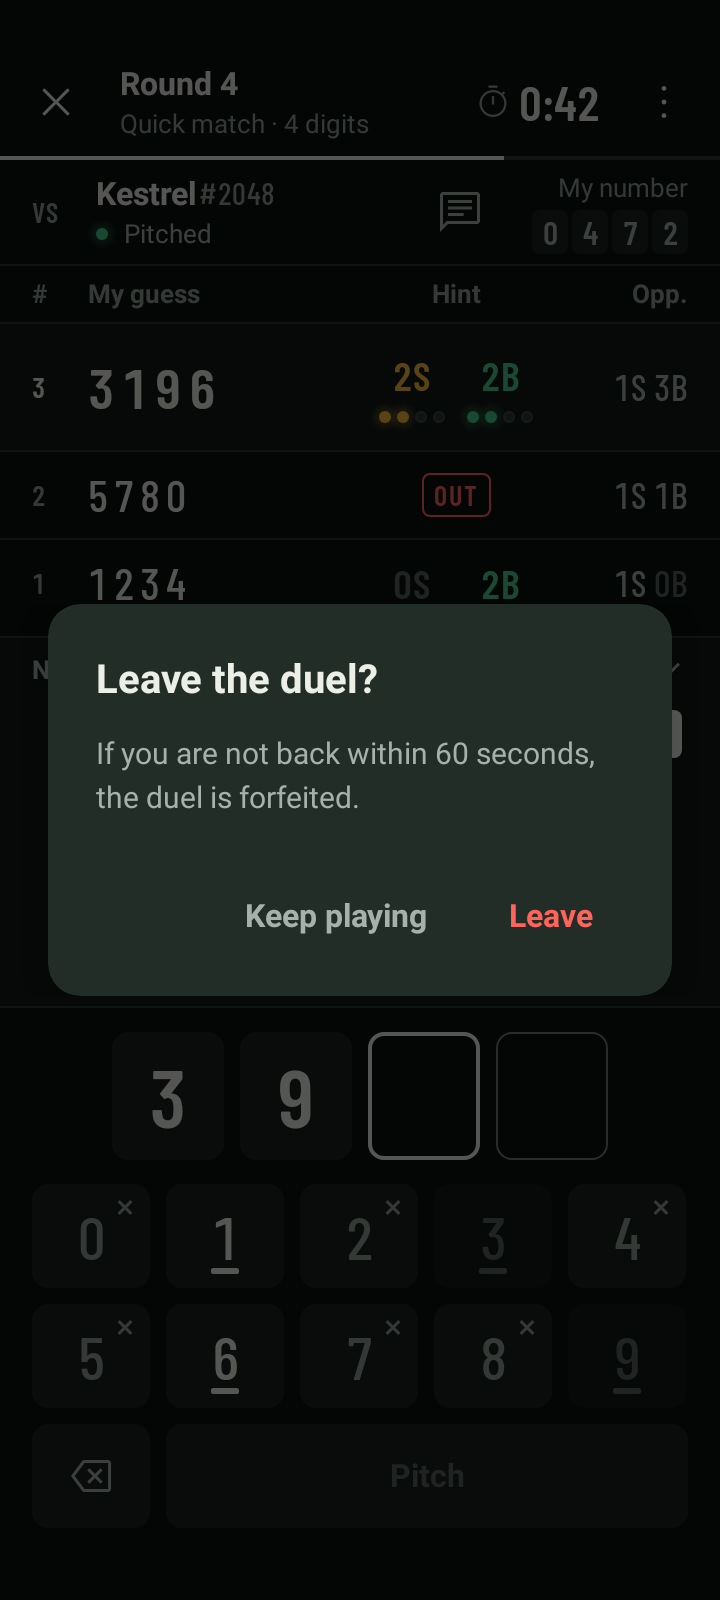 Round 4
0:42
Quick match · 4 digits
VS
Kestrel #2048
Pitched
My number
0 4 7 2
# My guess Hint Opp.
3 3196 2S 2B 1S 3B
2 5780 OUT 1S 1B
1 1234 0S 2B 1S 0B
Leave the duel?
If you are not back within 60 seconds,
the duel is forfeited.
Keep playing Leave
3 9
0 1 2 3 4
5 6 7 8 9
Pitch